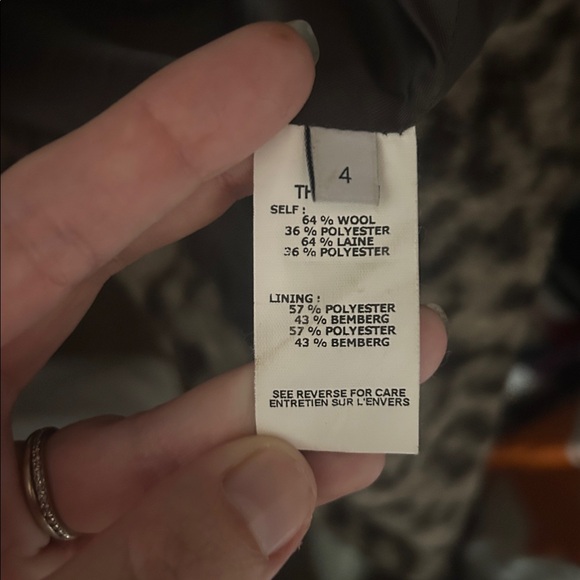 4
TH
SELF :
64 % WOOL
36 % POLYESTER
64 % LAINE
36 % POLYESTER
LINING :
57 % POLYESTER
43 % BEMBERG
57 % POLYESTER
43 % BEMBERG
SEE REVERSE FOR CARE
ENTRETIEN SUR L'ENVERS